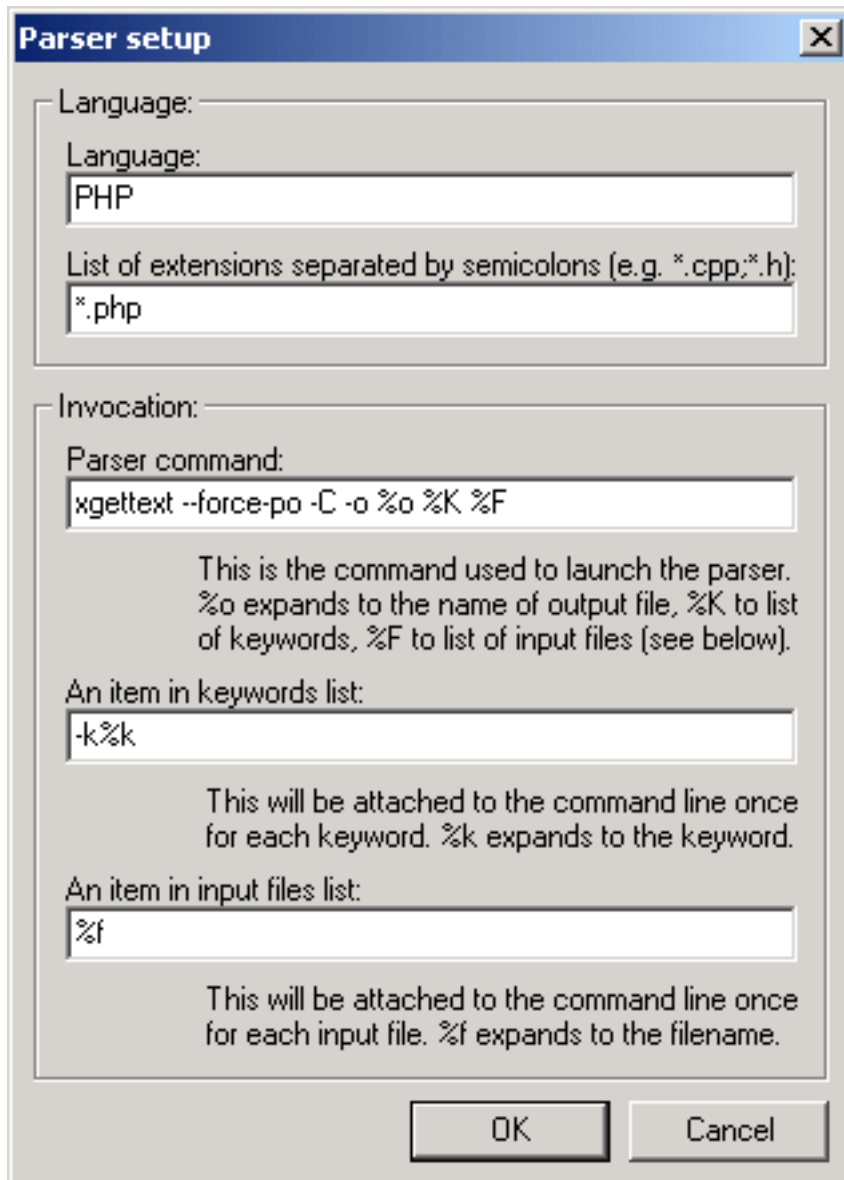 Parser setup
Language:
Language:
PHP
List of extensions separated by semicolons (e.g. *.cpp;*.h):
*.php
Invocation:
Parser command:
xgettext --force-po -C -o %o %K %F
This is the command used to launch the parser.
%o expands to the name of output file, %K to list
of keywords, %F to list of input files (see below).
An item in keywords list:
-k%k
This will be attached to the command line once
for each keyword. %k expands to the keyword.
An item in input files list:
%f
This will be attached to the command line once
for each input file. %f expands to the filename.
OK
Cancel